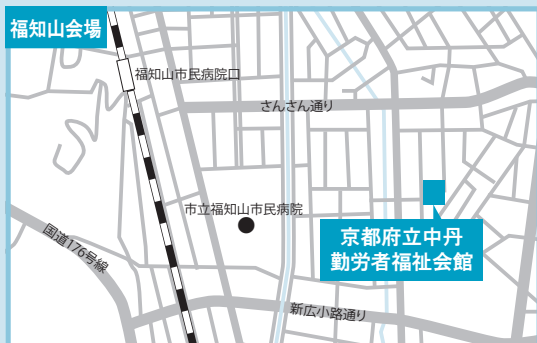 福知山会場
福知山市民病院口
さんさん通り
市立福知山市民病院
国道176号線
京都府立中丹
勤労者福祉会館
新広小路通り